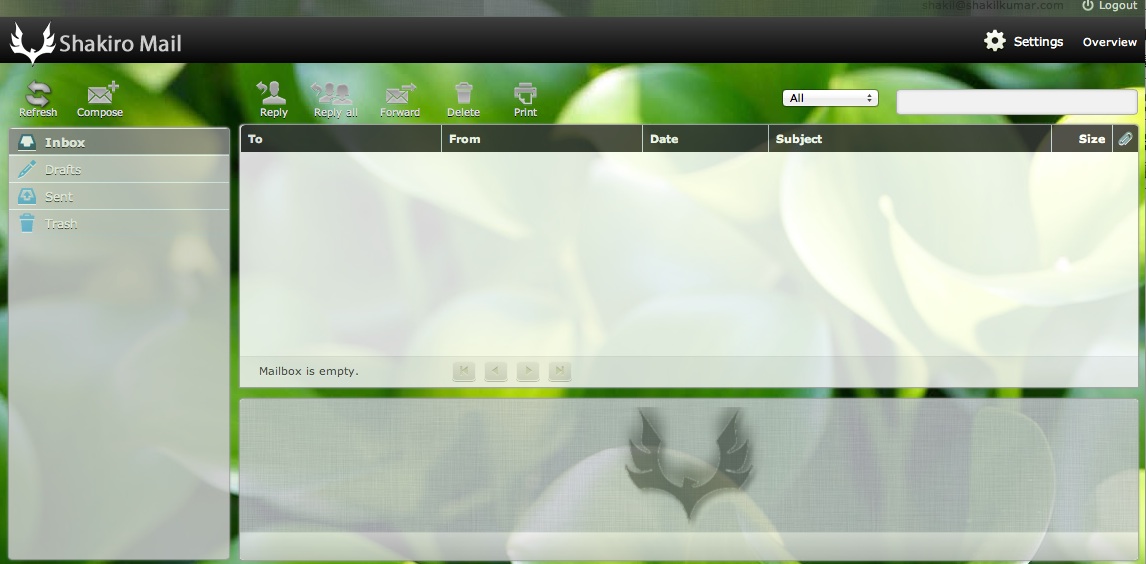 shakil@shakilkumar.com Logout
Shakiro Mail Settings Overview
Refresh Compose Reply Reply all Forward Delete Print All
To From Date Subject Size
Inbox
Drafts
Sent
Trash
Mailbox is empty.